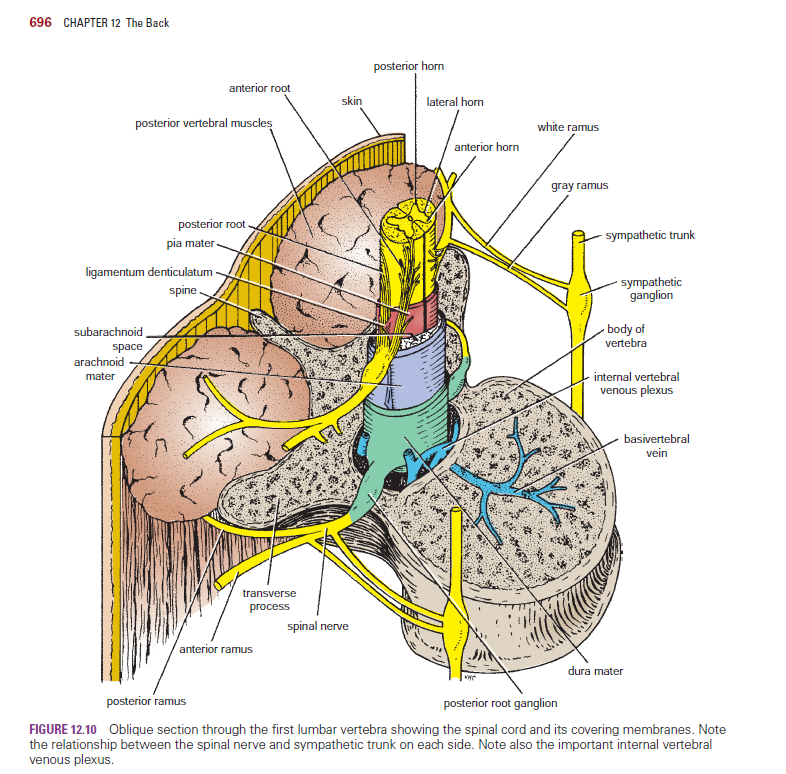 696 CHAPTER 12 The Back
posterior horn
anterior root
skin
lateral horn
posterior vertebral muscles
white ramus
anterior horn
gray ramus
posterior root
sympathetic trunk
pia mater
ligamentum denticulatum
sympathetic
ganglion
spine
subarachnoid
space
body of
vertebra
arachnoid
mater
internal vertebral
venous plexus
basivertebral
vein
transverse
process
spinal nerve
anterior ramus
dura mater
posterior ramus
posterior root ganglion
FIGURE 12.10 Oblique section through the first lumbar vertebra showing the spinal cord and its covering membranes. Note
the relationship between the spinal nerve and sympathetic trunk on each side. Note also the important internal vertebral
venous plexus.